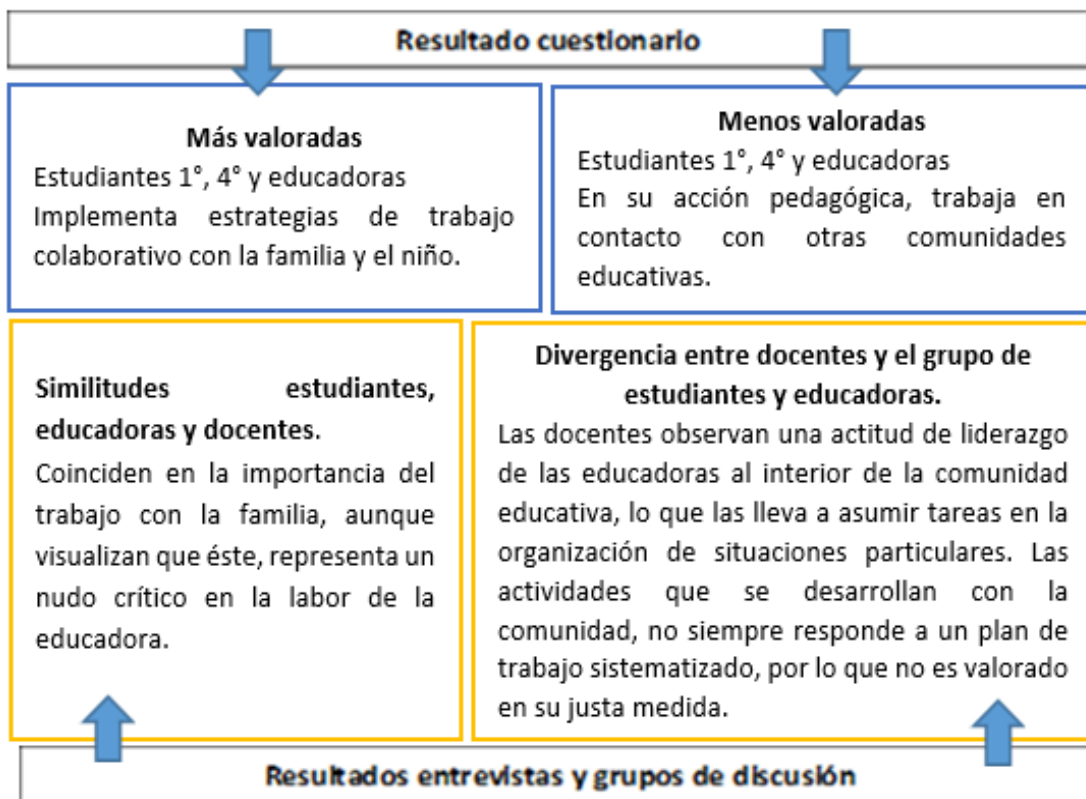 Resultado cuestionario
Más valoradas
Estudiantes 1°, 4° y educadoras
Implementa estrategias de trabajo
colaborativo con la familia y el niño.
Menos valoradas
Estudiantes 1°, 4° y educadoras
En su acción pedagógica, trabaja en
contacto con otras comunidades
educativas.
Similitudes estudiantes,
educadoras y docentes.
Coinciden en la importancia del
trabajo con la familia, aunque
visualizan que éste, representa un
nudo crítico en la labor de la
educadora.
Divergencia entre docentes y el grupo de
estudiantes y educadoras.
Las docentes observan una actitud de liderazgo
de las educadoras al interior de la comunidad
educativa, lo que las lleva a asumir tareas en la
organización de situaciones particulares. Las
actividades que se desarrollan con la
comunidad, no siempre responde a un plan de
trabajo sistematizado, por lo que no es valorado
en su justa medida.
Resultados entrevistas y grupos de discusión